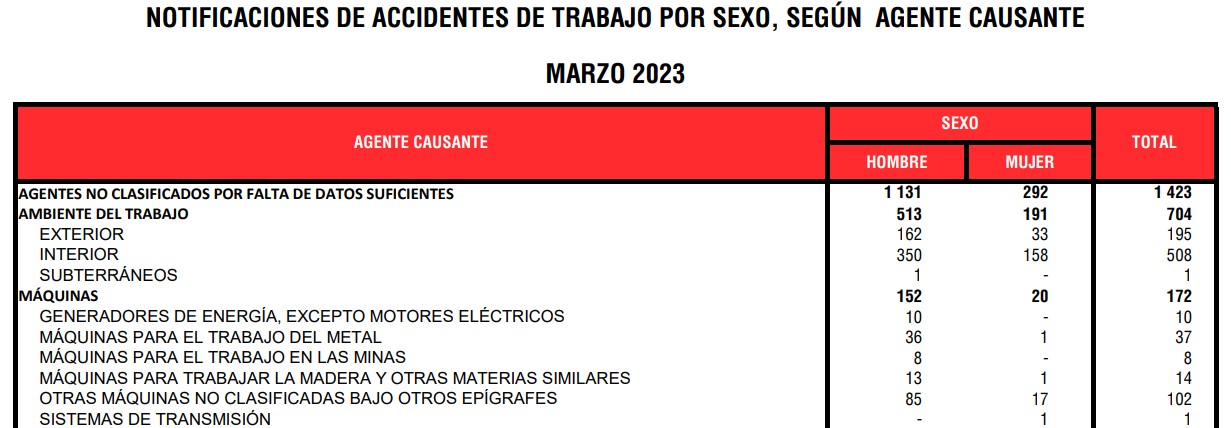 NOTIFICACIONES DE ACCIDENTES DE TRABAJO POR SEXO, SEGÚN AGENTE CAUSANTE
MARZO 2023
AGENTE CAUSANTE SEXO TOTAL
HOMBRE MUJER
AGENTES NO CLASIFICADOS POR FALTA DE DATOS SUFICIENTES 1 131 292 1 423
AMBIENTE DEL TRABAJO 513 191 704
EXTERIOR 162 33 195
INTERIOR 350 158 508
SUBTERRÁNEOS 1 - 1
MÁQUINAS 152 20 172
GENERADORES DE ENERGÍA, EXCEPTO MOTORES ELÉCTRICOS 10 - 10
MÁQUINAS PARA EL TRABAJO DEL METAL 36 1 37
MÁQUINAS PARA EL TRABAJO EN LAS MINAS 8 - 8
MÁQUINAS PARA TRABAJAR LA MADERA Y OTRAS MATERIAS SIMILARES 13 1 14
OTRAS MÁQUINAS NO CLASIFICADAS BAJO OTROS EPÍGRAFES 85 17 102
SISTEMAS DE TRANSMISIÓN - 1 1